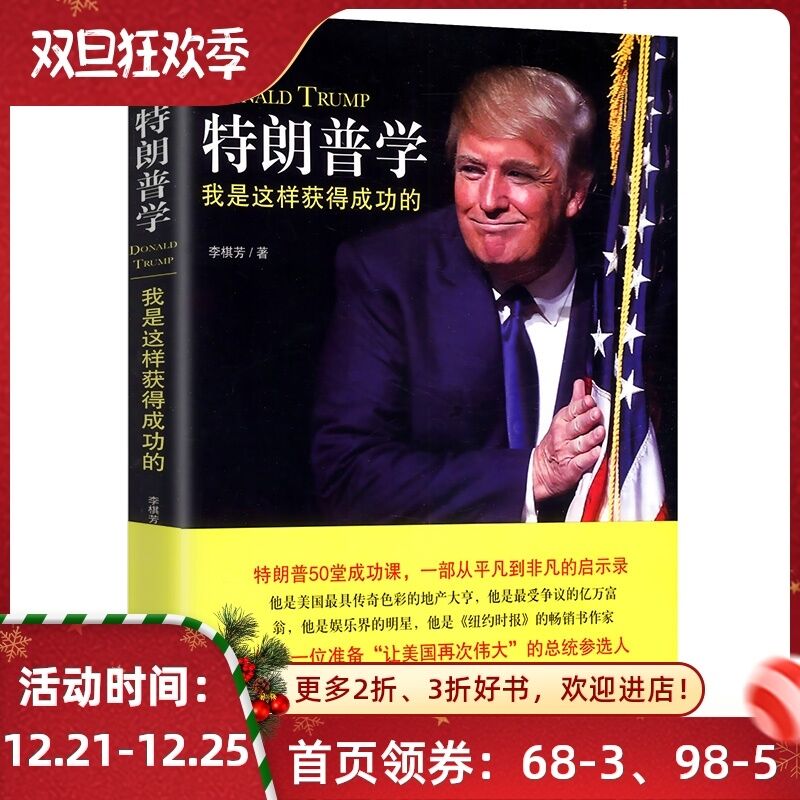 双旦狂欢季
DONALD TRUMP
特朗普学
我是这样获得成功的
李棋芳/著
特朗普学
DONALD
TRUMP
我是这样获得成功的
李棋芳
特朗普50堂成功课，一部从平凡到非凡的启示录
他是美国最具传奇色彩的地产大亨，他是最受争议的亿万富
翁，他是娱乐界的明星，他是《纽约时报》的畅销书作家
一位准备“让美国再次伟大”的总统参选人
活动时间：
12.21-12.25
更多2折、3折好书，欢迎进店！
首页领券：68-3、98-5